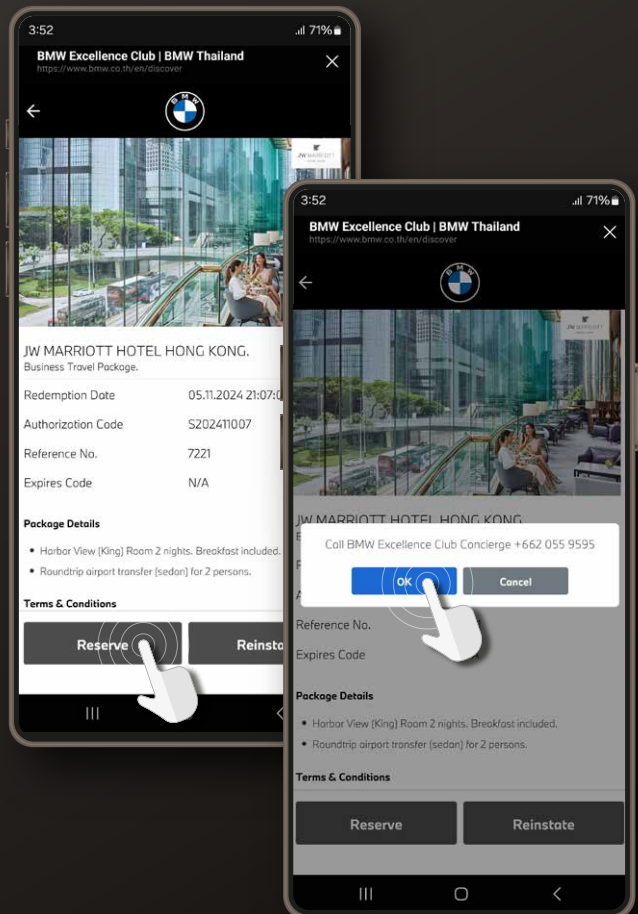 3:52
71%
BMW Excellence Club | BMW Thailand
https://www.bmw.co.th/en/discover
BMW
JW MARRIOTT
JW MARRIOTT HOTEL HONG KONG.
Business Travel Package.
Redemption Date 05.11.2024 21:07:0
Authorization Code S202411007
Reference No. 7221
Expires Code N/A
Package Details
• Harbor View (King) Room 2 nights. Breakfast included.
• Roundtrip airport transfer (sedan) for 2 persons.
Terms & Conditions
Reserve Reinsta
3:52
71%
BMW Excellence Club | BMW Thailand
https://www.bmw.co.th/en/discover
BMW
JW MARRIOTT
JW MARRIOTT HOTEL HONG KONG
Call BMW Excellence Club Concierge +662 055 9595
OK Cancel
Reference No.
Expires Code
Package Details
• Harbor View (King) Room 2 nights. Breakfast included.
• Roundtrip airport transfer (sedan) for 2 persons.
Terms & Conditions
Reserve Reinstate